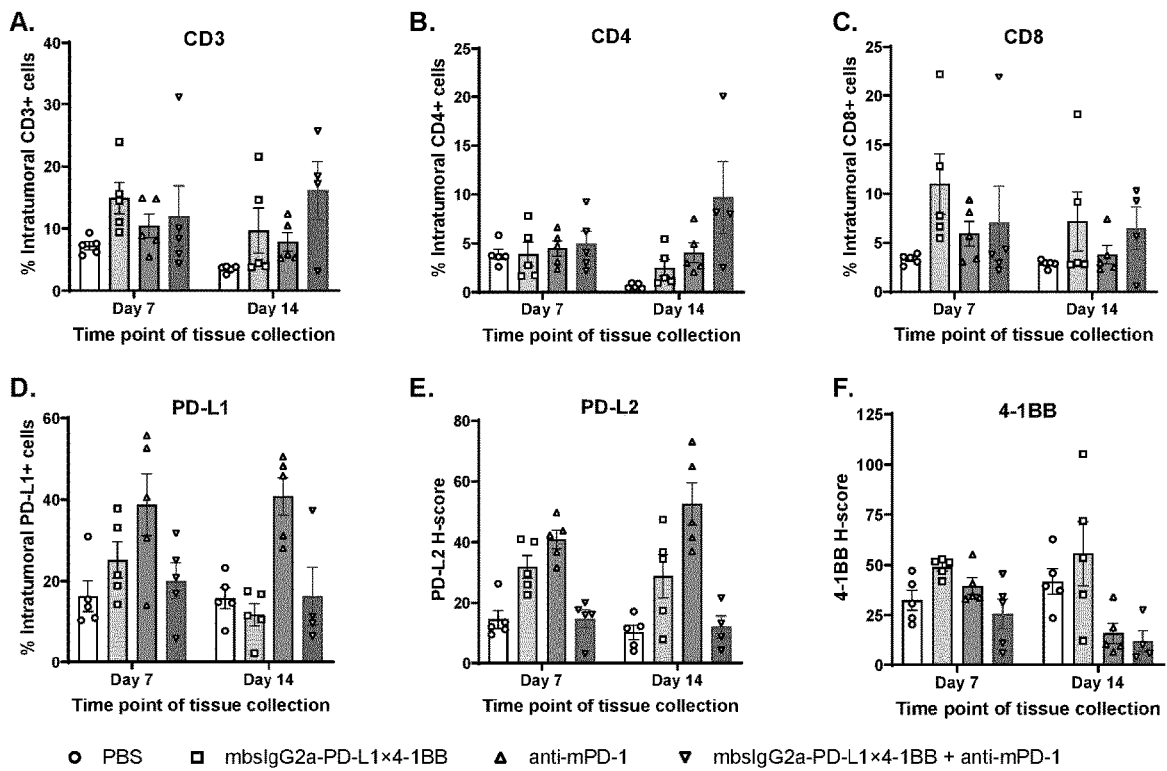 A.
CD3
% Intratumoral CD3+ cells
40
30
20
10
0
Day 7
Day 14
Time point of tissue collection
B.
CD4
% Intratumoral CD4+ cells
25
20
15
10
5
0
Day 7
Day 14
Time point of tissue collection
C.
CD8
% Intratumoral CD8+ cells
25
20
15
10
5
0
Day 7
Day 14
Time point of tissue collection
D.
PD-L1
% Intratumoral PD-L1+ cells
60
40
20
0
Day 7
Day 14
Time point of tissue collection
E.
PD-L2
PD-L2 H-score
80
60
40
20
0
Day 7
Day 14
Time point of tissue collection
F.
4-1BB
4-1BB H-score
125
100
75
50
25
0
Day 7
Day 14
Time point of tissue collection
PBS
mbsIgG2a-PD-L1×4-1BB
anti-mPD-1
mbsIgG2a-PD-L1×4-1BB + anti-mPD-1